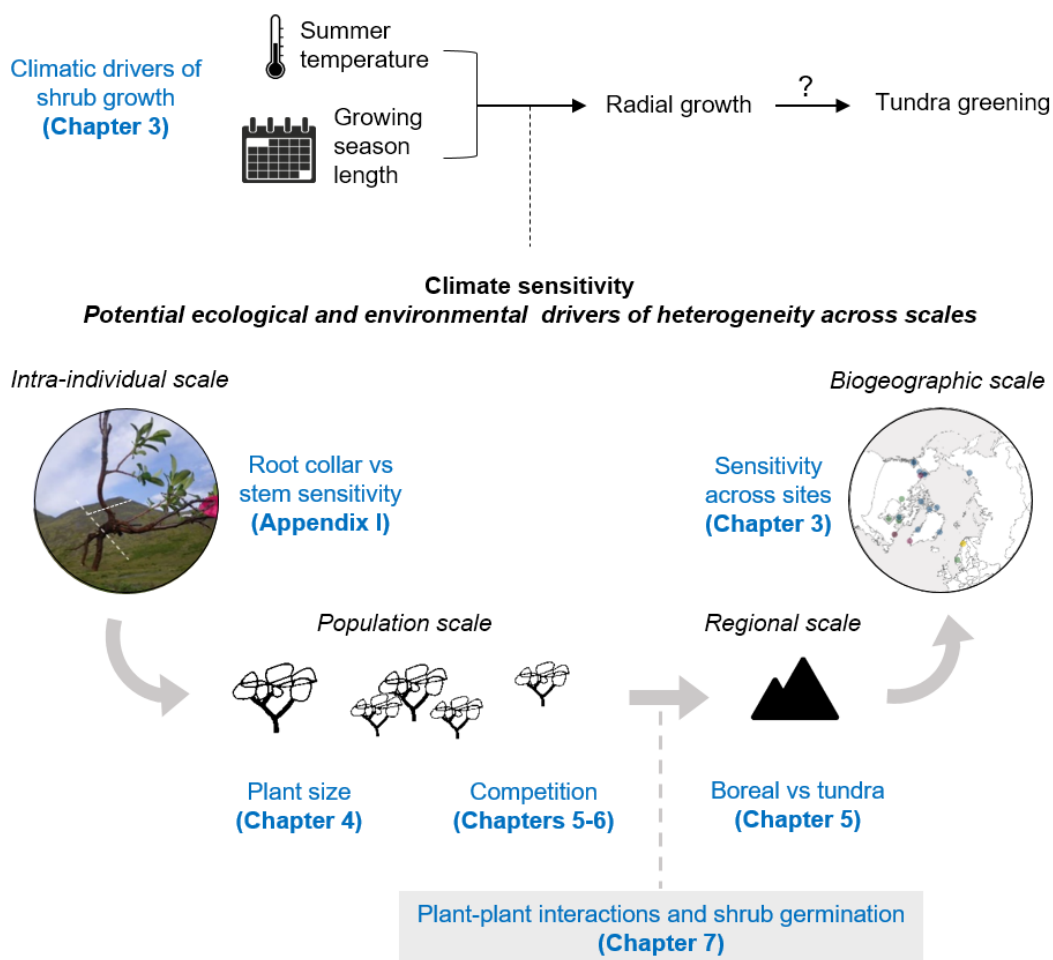 Summer
temperature
Climatic drivers of
shrub growth
(Chapter 3)
Growing
season
length
Radial growth
?
Tundra greening
Climate sensitivity
Potential ecological and environmental drivers of heterogeneity across scales
Intra-individual scale
Biogeographic scale
Root collar vs
stem sensitivity
(Appendix I)
Sensitivity
across sites
(Chapter 3)
Population scale
Regional scale
Plant size
(Chapter 4)
Competition
(Chapters 5-6)
Boreal vs tundra
(Chapter 5)
Plant-plant interactions and shrub germination
(Chapter 7)